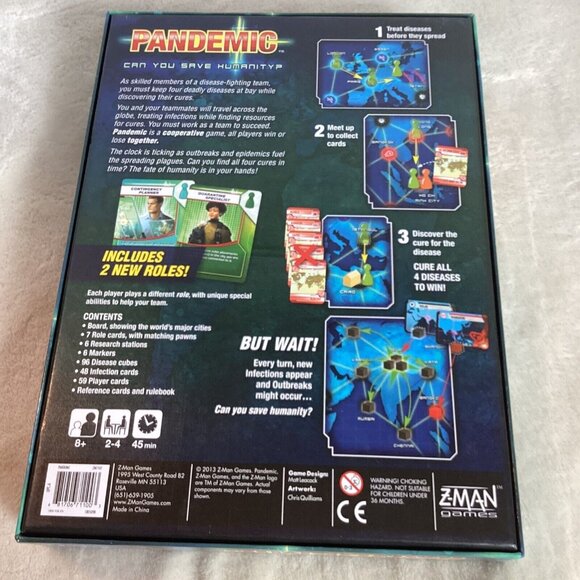 PANDEMIC™
CAN YOU SAVE HUMANITY?
As skilled members of a disease-fighting team,
you must keep four deadly diseases at bay while
discovering their cures.
You and your teammates will travel across the
globe, treating infections while finding resources
for cures. You must work as a team to succeed.
Pandemic is a cooperative game, all players win or
lose together.
The clock is ticking as outbreaks and epidemics fuel
the spreading plagues. Can you find all four cures in
time? The fate of humanity is in your hands!
CONTINGENCY
PLANNER
QUARANTINE
SPECIALIST
INCLUDES
2 NEW ROLES!
Each player plays a different role, with unique special
abilities to help your team.
CONTENTS
• Board, showing the world's major cities
• 7 Role cards, with matching pawns
• 6 Research stations
• 6 Markers
• 96 Disease cubes
• 48 Infection cards
• 59 Player cards
• Reference cards and rulebook
8+
2-4
45 min
1 Treat diseases
before they spread
LONDON
PARIS
2 Meet up
to collect
cards
HO CHI
MINH CITY
3 Discover the
cure for the
disease
CURE ALL
4 DISEASES
TO WIN!
ISTANBUL
CAIRO
BUT WAIT!
Every turn, new
Infections appear
and Outbreaks
might occur...
Can you save humanity?
CHENNAI
Z-Man Games
1995 West County Road B2
Roseville MN 55113
USA
(651)-639-1905
www.ZManGames.com
Made in China.
© 2013 Z-Man Games. Pandemic,
Z-Man Games, and the Z-Man logo
are TM of Z-Man Games. Actual
components may vary from
those shown.
Game Design:
Matt Leacock
Artwork:
Chris Quilliams
WARNING! CHOKING
HAZARD. NOT SUITABLE
FOR CHILDREN UNDER
36 MONTHS.
CE
Z-MAN
games